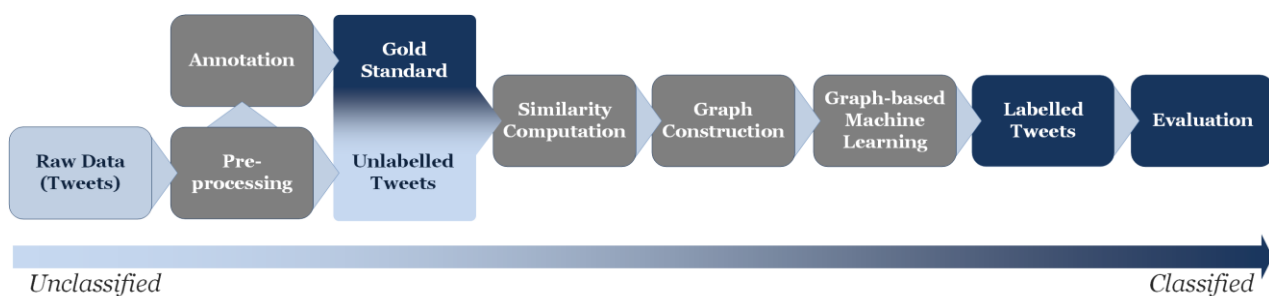 Annotation
Gold
Standard
Raw Data
(Tweets)
Pre-
processing
Unlabelled
Tweets
Similarity
Computation
Graph
Construction
Graph-based
Machine
Learning
Labelled
Tweets
Evaluation
Unclassified
Classified